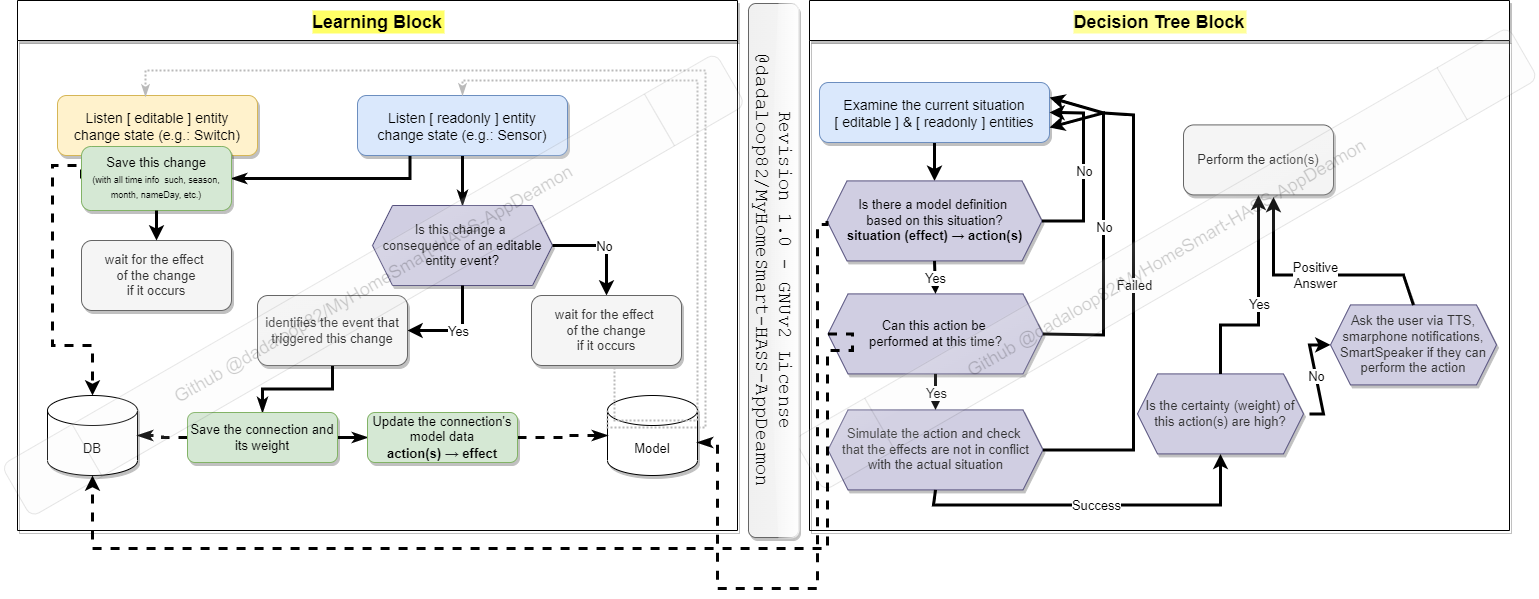 Learning Block
Listen [ editable ] entity
change state (e.g.: Switch)
Listen [ readonly ] entity
change state (e.g.: Sensor)
Save this change
(with all time info such, season,
month, nameDay, etc.)
wait for the effect
of the change
if it occurs
Is this change a
consequence of an editable
entity event?
No
Yes
identifies the event that
triggered this change
wait for the effect
of the change
if it occurs
DB
Save the connection and
its weight
Update the connection's
model data
action(s) → effect
Model
Github @dadaloop82/MyHomeSmart-HASS-AppDeamon
Revision 1.0 - GNUv2 License
@dadaloop82/MyHomeSmart-HASS-AppDeamon
Decision Tree Block
Examine the current situation
[ editable ] & [ readonly ] entities
Is there a model definition
based on this situation?
situation (effect) → action(s)
No
Yes
Can this action be
performed at this time?
No
Yes
Simulate the action and check
that the effects are not in conflict
with the actual situation
Failed
Success
Is the certainty (weight) of
this action(s) are high?
Yes
No
Ask the user via TTS,
smarphone notifications,
SmartSpeaker if they can
perform the action
Positive
Answer
Perform the action(s)
Github @dadaloop82/MyHomeSmart-HASS-AppDeamon